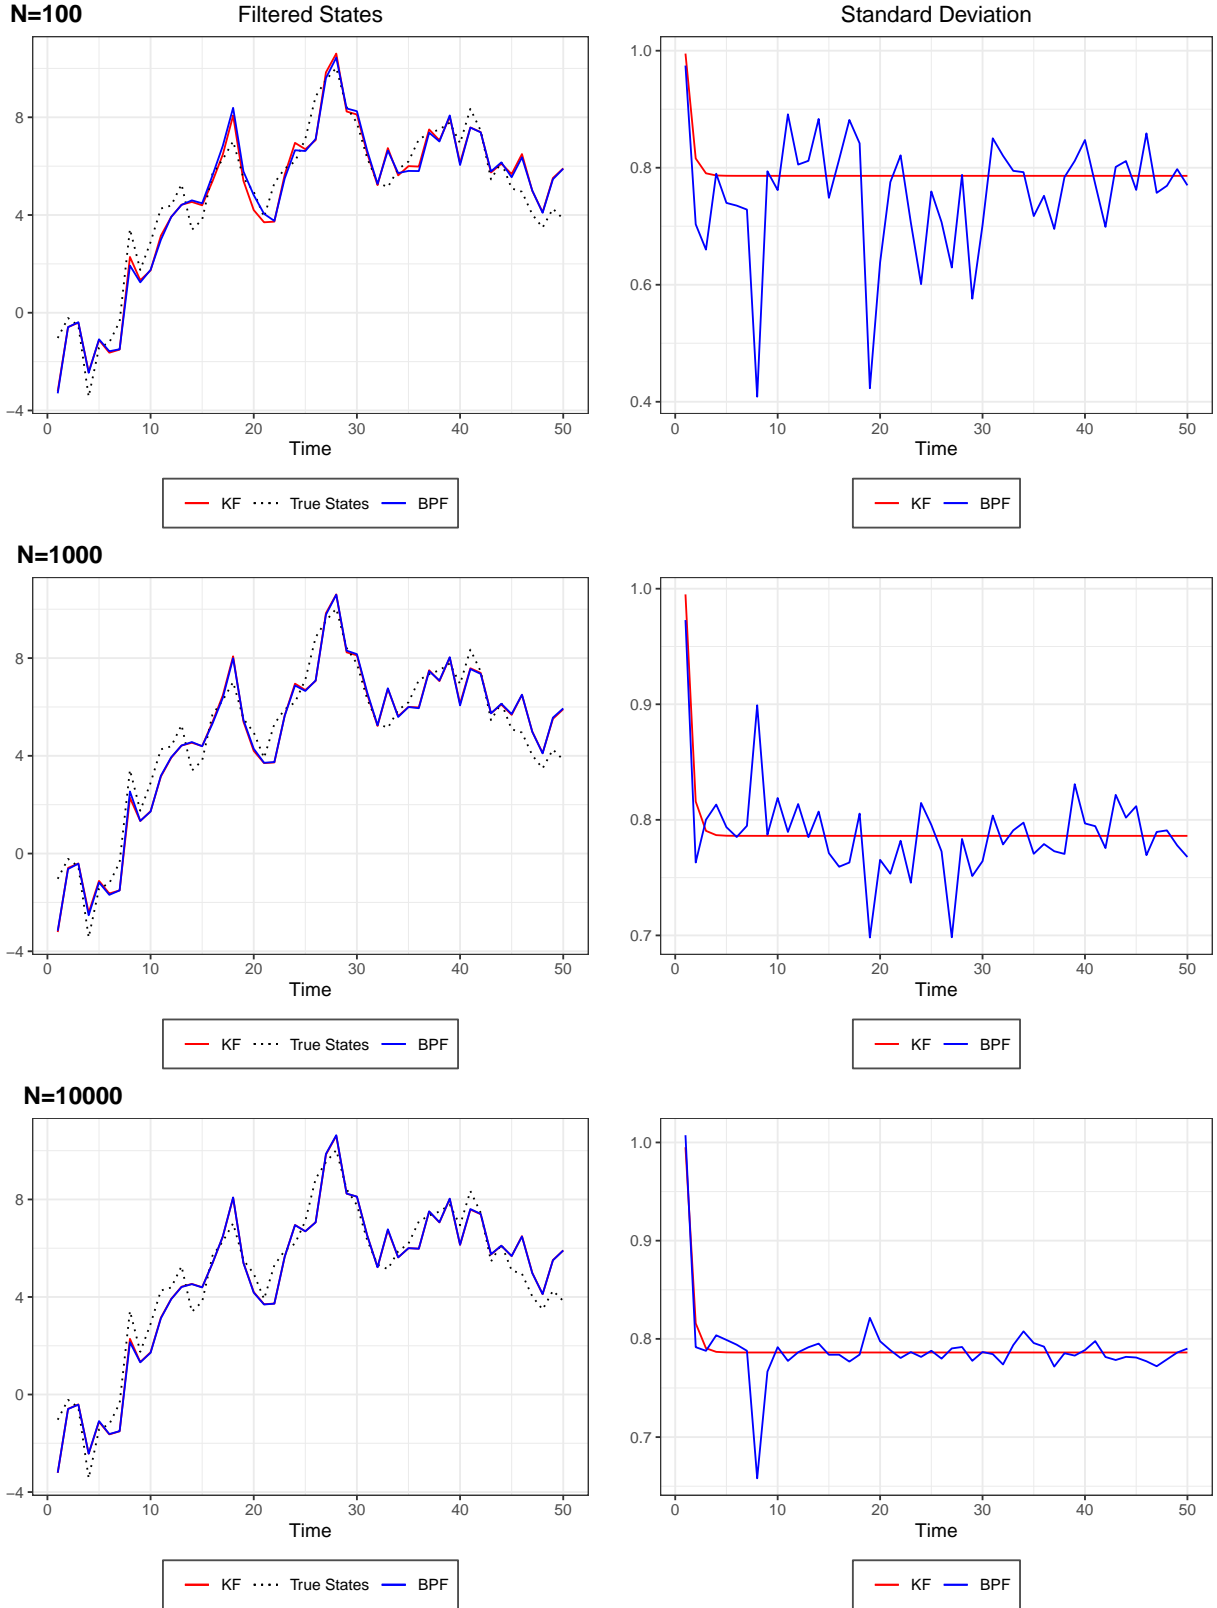 N=100
Filtered States
Standard Deviation
8
4
0
−4
0 10 20 30 40 50
Time
KF True States BPF
1.0
0.8
0.6
0.4
0 10 20 30 40 50
Time
KF BPF
N=1000
8
4
0
−4
0 10 20 30 40 50
Time
KF True States BPF
1.0
0.9
0.8
0.7
0 10 20 30 40 50
Time
KF BPF
N=10000
8
4
0
−4
0 10 20 30 40 50
Time
KF True States BPF
1.0
0.9
0.8
0.7
0 10 20 30 40 50
Time
KF BPF